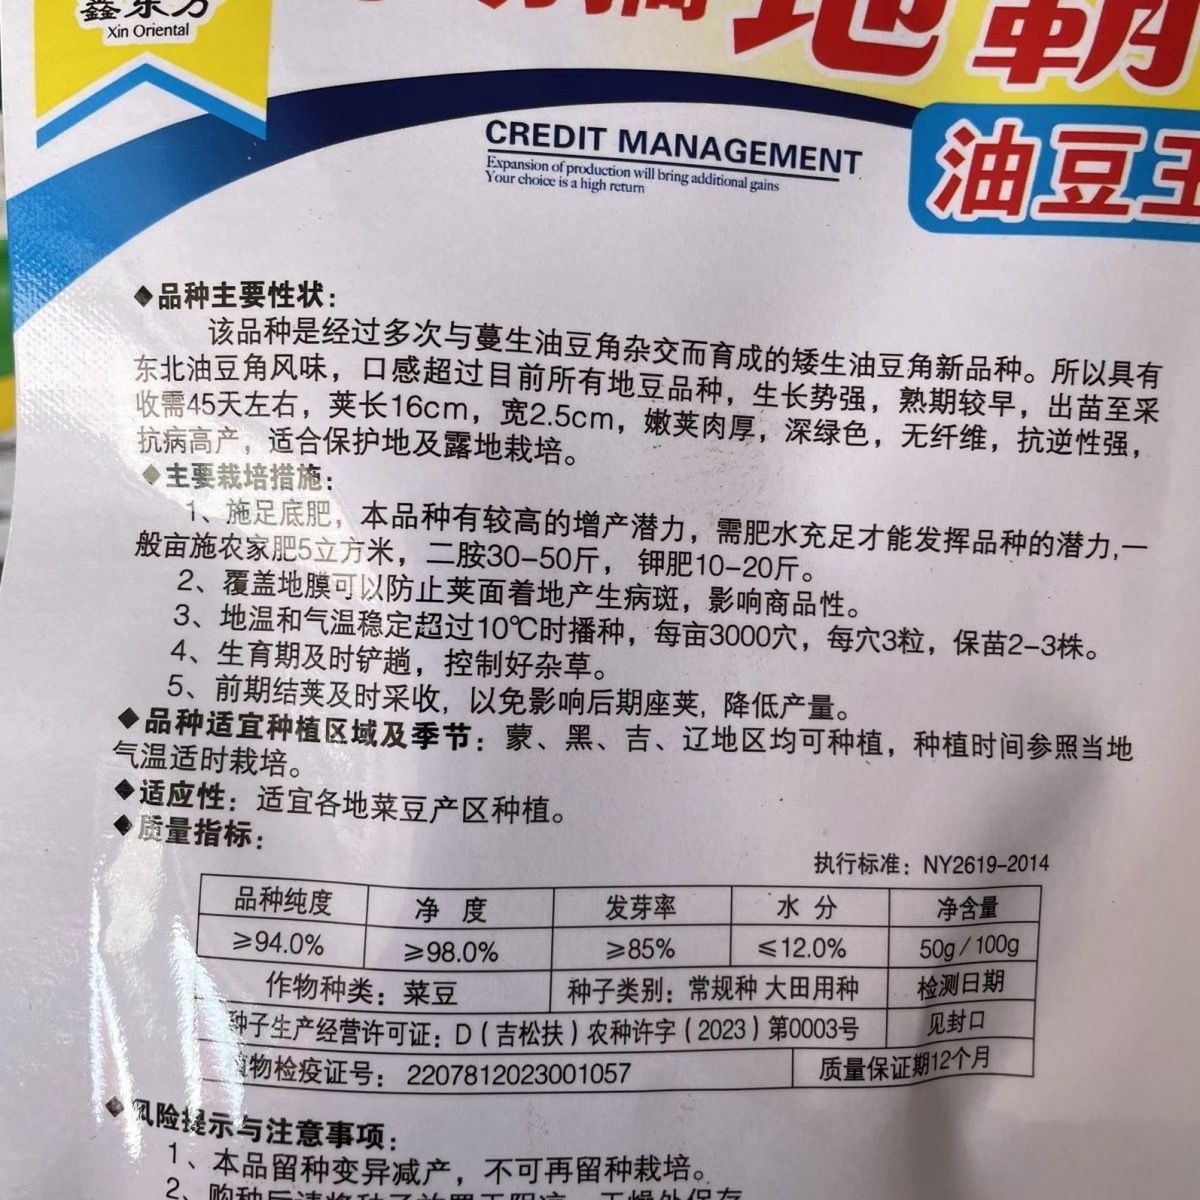 鑫东方
Xin Oriental
地霸
油豆王
CREDIT MANAGEMENT
Expansion of production will bring additional gains
Your choice is a high return
◆品种主要性状：
该品种是经过多次与蔓生油豆角杂交而育成的矮生油豆角新品种。所以具有
东北油豆角风味，口感超过目前所有地豆品种，生长势强，熟期较早，出苗至采
收需45天左右，荚长16cm，宽2.5cm，嫩荚肉厚，深绿色，无纤维，抗逆性强，
抗病高产，适合保护地及露地栽培。
◆主要栽培措施：
1、施足底肥，本品种有较高的增产潜力，需肥水充足才能发挥品种的潜力,一
般亩施农家肥5立方米，二胺30-50斤，钾肥10-20斤。
2、覆盖地膜可以防止荚面着地产生病斑，影响商品性。
3、地温和气温稳定超过10℃时播种，每亩3000穴，每穴3粒，保苗2-3株。
4、生育期及时铲趟，控制好杂草。
5、前期结荚及时采收，以免影响后期座荚，降低产量。
◆品种适宜种植区域及季节：蒙、黑、吉、辽地区均可种植，种植时间参照当地
气温适时栽培。
◆适应性：适宜各地菜豆产区种植。
◆质量指标：
执行标准：NY2619-2014
品种纯度 净度 发芽率 水分 净含量
≥94.0% ≥98.0% ≥85% ≤12.0% 50g/100g
作物种类：菜豆 种子类别：常规种 大田用种 检测日期
种子生产经营许可证：D（吉松扶）农种许字（2023）第0003号 见封口
植物检疫证号：2207812023001057 质量保证期12个月
◆风险提示与注意事项：
1、本品留种变异减产，不可再留种栽培。
2、购种后请将种子放置于阴凉、干燥处保存